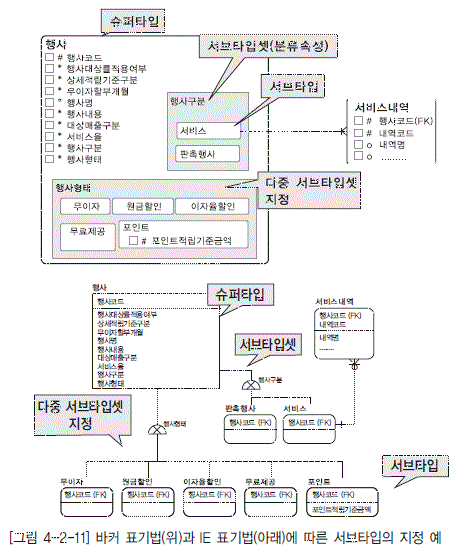 슈퍼타입
행사
# 행사코드
* 행사대상률적용여부
* 상세적립기준구분
* 무이자할부개월
* 행사명
* 행사내용
* 대상매출구분
* 서비스율
* 행사구분
* 행사형태
서브타입셋(분류속성)
서브타입
행사구분
서비스
판촉행사
서비스내역
# 행사코드(FK)
# 내역코드
o 내역명
o ........
다중 서브타입셋
지정
행사형태
무이자
원금할인
이자율할인
무료제공
포인트
# 포인트적립기준금액
행사
행사코드
행사대상률적용여부
상세적립기준구분
무이자할부개월
행사명
행사내용
대상매출구분
서비스율
행사구분
행사형태
슈퍼타입
서브타입셋
서비스내역
행사코드 (FK)
내역코드
내역명
........
행사구분
판촉행사
행사코드 (FK)
서비스
행사코드 (FK)
다중 서브타입셋
지정
행사형태
서브타입
무이자
행사코드 (FK)
원금할인
행사코드 (FK)
이자율할인
행사코드 (FK)
무료제공
행사코드 (FK)
포인트
행사코드 (FK)
포인트적립기준금액
[그림 4-2-11] 바커 표기법(위)과 IE 표기법(아래)에 따른 서브타입의 지정 예